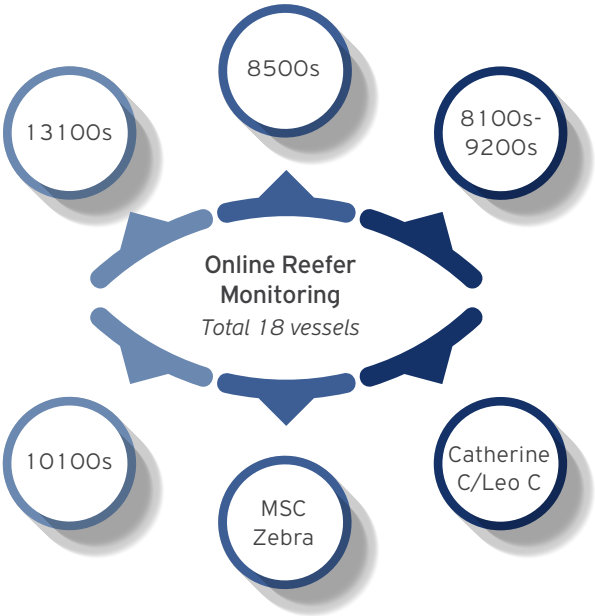 8500s
13100s
8100s-
9200s
Online Reefer
Monitoring
Total 18 vessels
10100s
Catherine
C/Leo C
MSC
Zebra